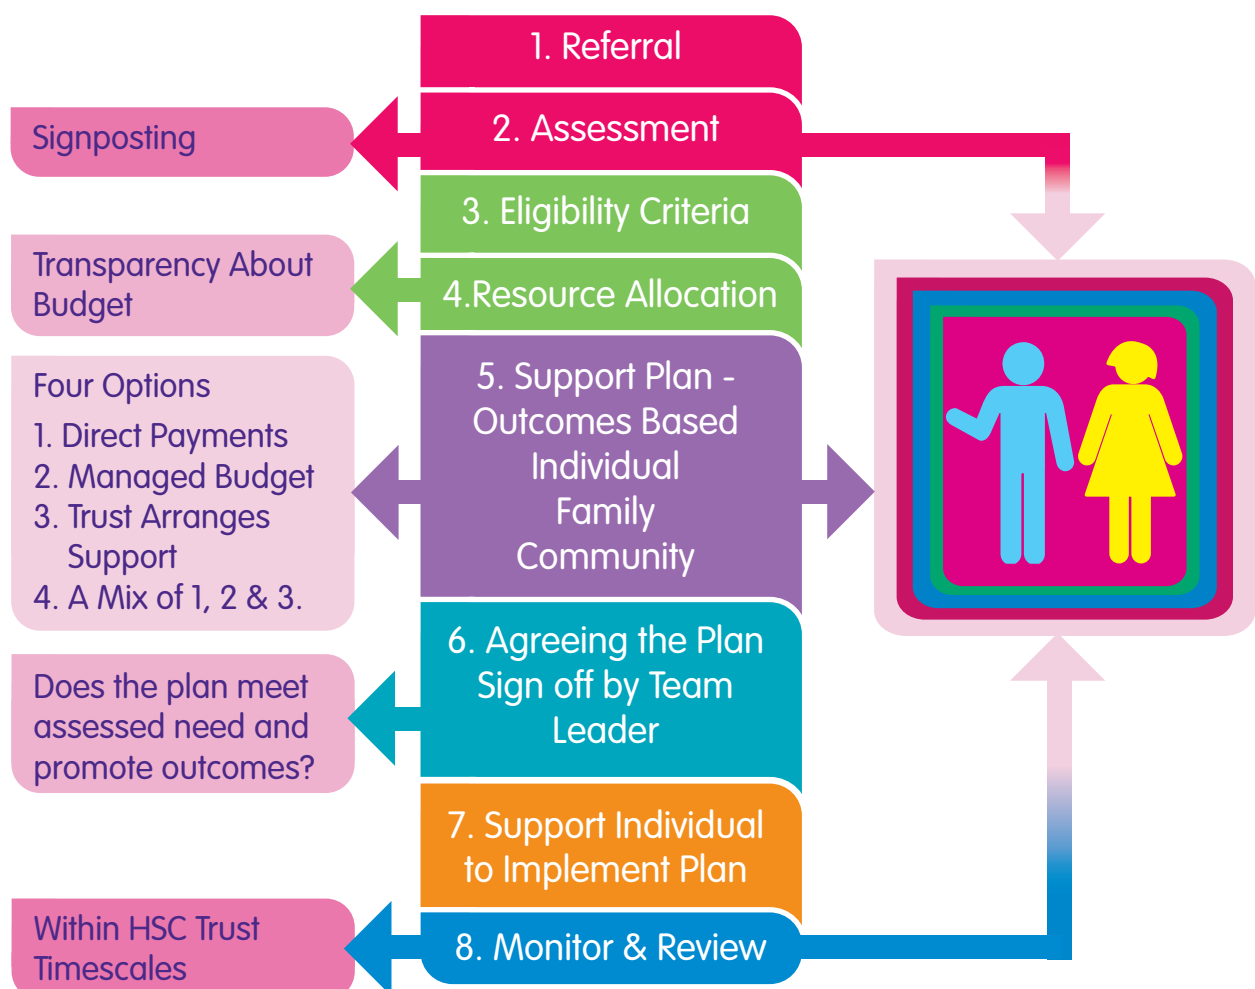 1. Referral
2. Assessment
Signposting
3. Eligibility Criteria
4.Resource Allocation
Transparency About
Budget
5. Support Plan -
Outcomes Based
Individual
Family
Community
Four Options
1. Direct Payments
2. Managed Budget
3. Trust Arranges
Support
4. A Mix of 1, 2 & 3.
6. Agreeing the Plan
Sign off by Team
Leader
Does the plan meet
assessed need and
promote outcomes?
7. Support Individual
to Implement Plan
8. Monitor & Review
Within HSC Trust
Timescales